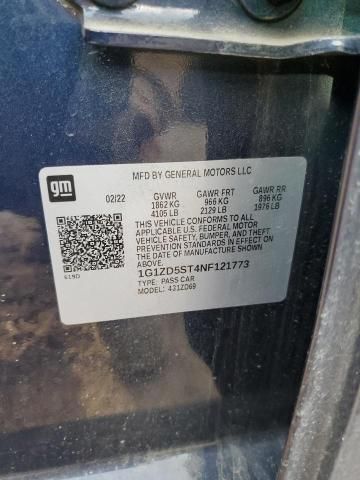 MFD BY GENERAL MOTORS LLC
gm
02/22 GVWR GAWR FRT GAWR RR
1862 KG 966 KG 896 KG
4105 LB 2129 LB 1976 LB
THIS VEHICLE CONFORMS TO ALL
APPLICABLE U.S. FEDERAL MOTOR
VEHICLE SAFETY, BUMPER, AND THEFT
PREVENTION STANDARDS IN EFFECT ON
THE DATE OF MANUFACTURE SHOWN
ABOVE.
1G1ZD5ST4NF121773
TYPE: PASS CAR
MODEL: 4J1ZD69